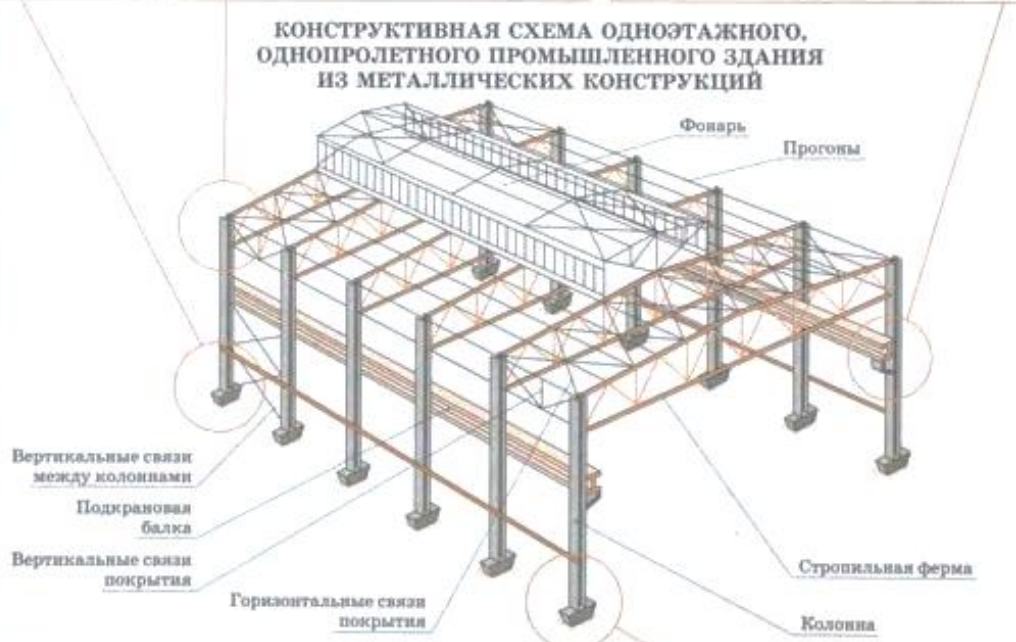 КОНСТРУКТИВНАЯ СХЕМА ОДНОЭТАЖНОГО,
ОДНОПРОЛЕТНОГО ПРОМЫШЛЕННОГО ЗДАНИЯ
ИЗ МЕТАЛЛИЧЕСКИХ КОНСТРУКЦИЙ
Фонарь
Прогоны
Вертикальные связи
между колоннами
Подкрановая
балка
Вертикальные связи
покрытия
Горизонтальные связи
покрытия
Стропильная ферма
Колонна